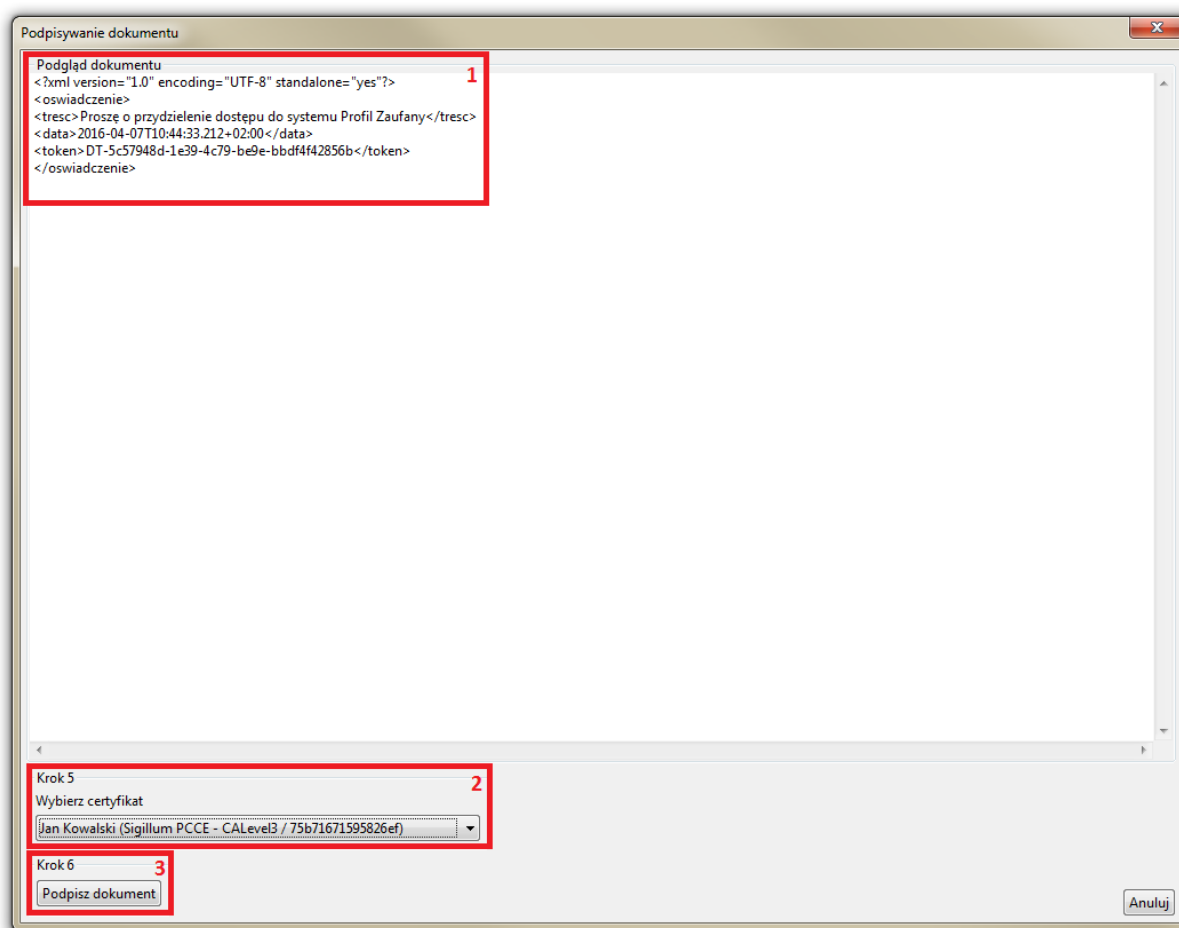 Podpisywanie dokumentu
Podgląd dokumentu
1
<?xml version="1.0" encoding="UTF-8" standalone="yes"?>
<oswiadczenie>
<tresc>Proszę o przydzielenie dostępu do systemu Profil Zaufany</tresc>
<data>2016-04-07T10:44:33.212+02:00</data>
<token>DT-5c57948d-1e39-4c79-be9e-bbdf4f42856b</token>
</oswiadczenie>
Krok 5
2
Wybierz certyfikat
Jan Kowalski (Sigillum PCCE - CALevel3 / 75b71671595826ef)
Krok 6
3
Podpisz dokument
Anuluj